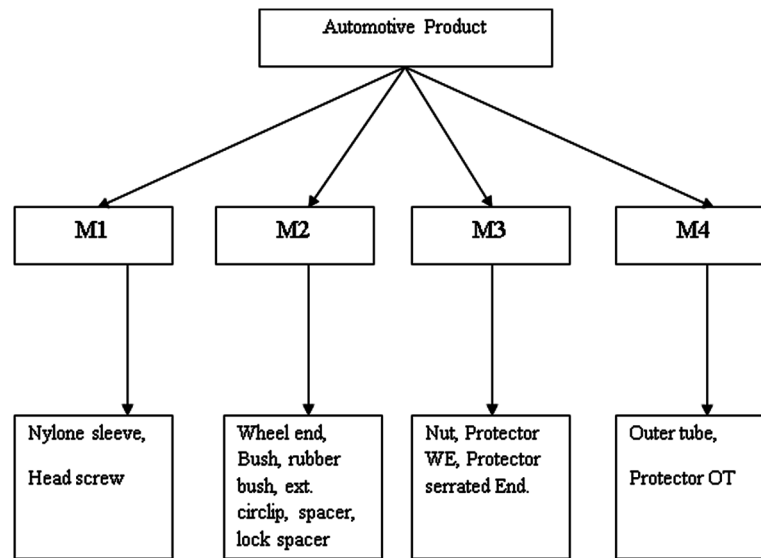 Automotive Product
M1
M2
M3
M4
Nylone sleeve,
Head screw
Wheel end,
Bush, rubber
bush, ext.
circlip, spacer,
lock spacer
Nut, Protector
WE, Protector
serrated End.
Outer tube,
Protector OT